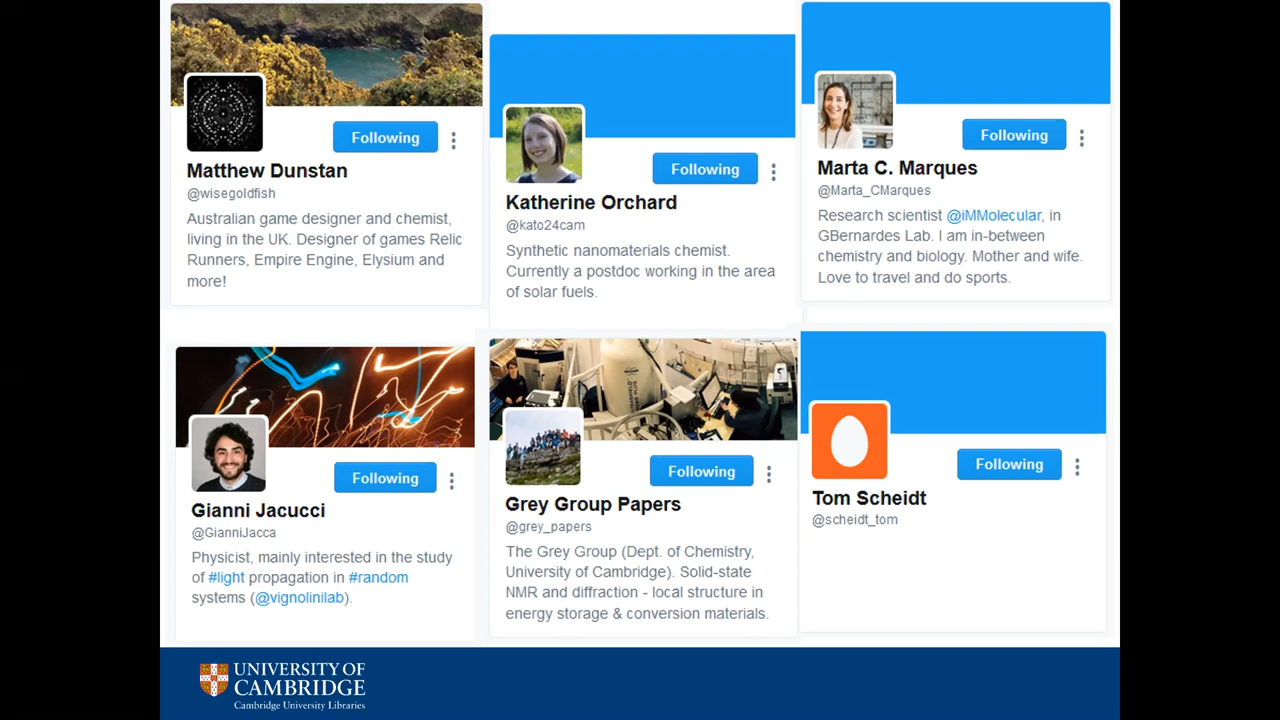 Following
Matthew Dunstan
@wisegoldfish
Australian game designer and chemist,
living in the UK. Designer of games Relic
Runners, Empire Engine, Elysium and
more!
Following
Katherine Orchard
@kato24cam
Synthetic nanomaterials chemist.
Currently a postdoc working in the area
of solar fuels.
Following
Marta C. Marques
@Marta_CMarques
Research scientist @iMMolecular, in
GBernardes Lab. I am in-between
chemistry and biology. Mother and wife.
Love to travel and do sports.
Following
Gianni Jacucci
@GianniJacca
Physicist, mainly interested in the study
of #light propagation in #random
systems (@vignolinilab).
Following
Grey Group Papers
@grey_papers
The Grey Group (Dept. of Chemistry,
University of Cambridge). Solid-state
NMR and diffraction - local structure in
energy storage & conversion materials.
Following
Tom Scheidt
@scheidt_tom
UNIVERSITY OF
CAMBRIDGE
Cambridge University Libraries